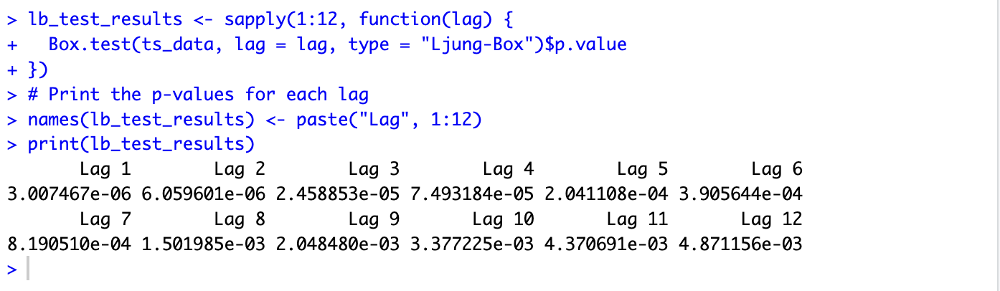 > lb_test_results <- sapply(1:12, function(lag) {
+   Box.test(ts_data, lag = lag, type = "Ljung-Box")$p.value
+ })
> # Print the p-values for each lag
> names(lb_test_results) <- paste("Lag", 1:12)
> print(lb_test_results)
       Lag 1        Lag 2        Lag 3        Lag 4        Lag 5        Lag 6
3.007467e-06 6.059601e-06 2.458853e-05 7.493184e-05 2.041108e-04 3.905644e-04
       Lag 7        Lag 8        Lag 9       Lag 10       Lag 11       Lag 12
8.190510e-04 1.501985e-03 2.048480e-03 3.377225e-03 4.370691e-03 4.871156e-03
>